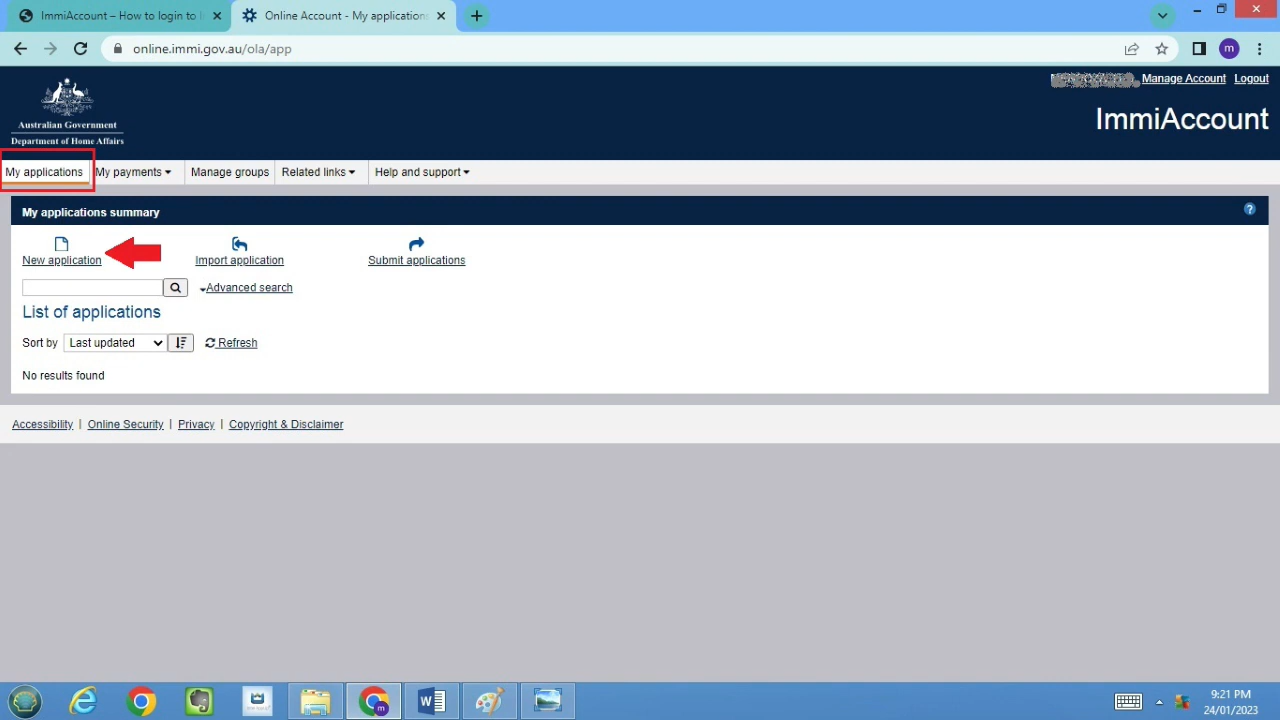 ImmiAccount – How to login to
Online Account - My applications
online.immi.gov.au/ola/app
m
Manage Account Logout
Australian Government
Department of Home Affairs
ImmiAccount
My applications My payments Manage groups Related links Help and support
My applications summary
?
New application Import application Submit applications
Advanced search
List of applications
Sort by Last updated Refresh
No results found
Accessibility | Online Security | Privacy | Copyright & Disclaimer
9:21 PM
24/01/2023